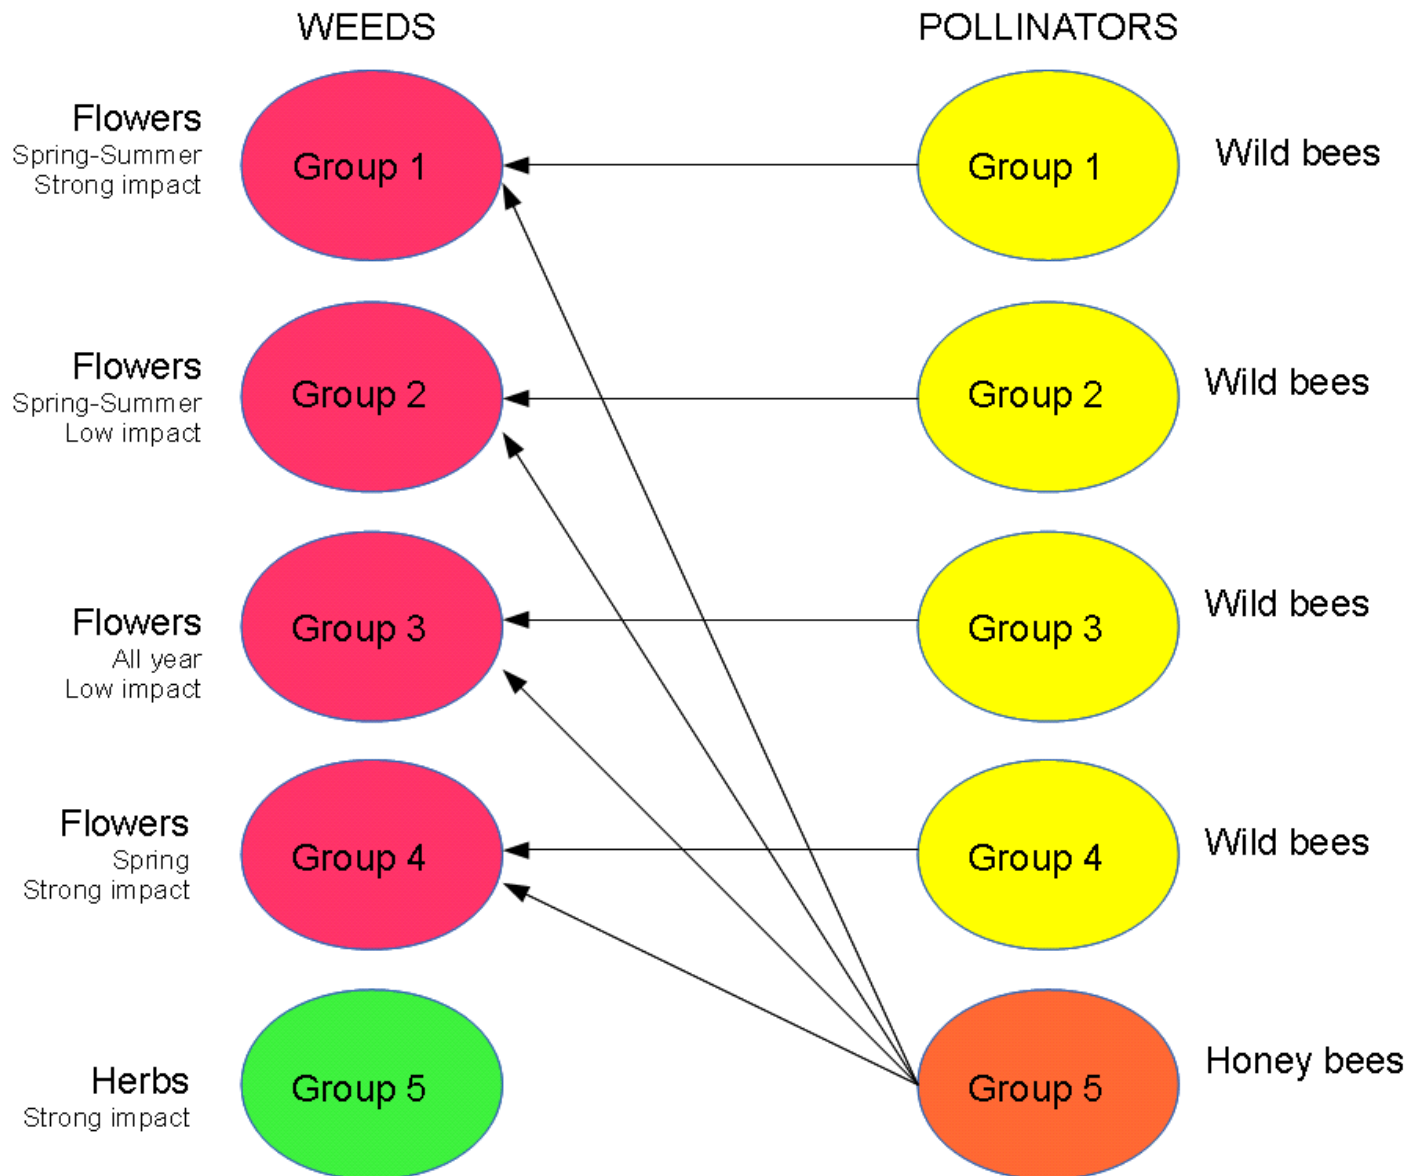 WEEDS
POLLINATORS
Flowers
Spring-Summer
Strong impact
Group 1
Group 1
Wild bees
Flowers
Spring-Summer
Low impact
Group 2
Group 2
Wild bees
Flowers
All year
Low impact
Group 3
Group 3
Wild bees
Flowers
Spring
Strong impact
Group 4
Group 4
Wild bees
Herbs
Strong impact
Group 5
Group 5
Honey bees